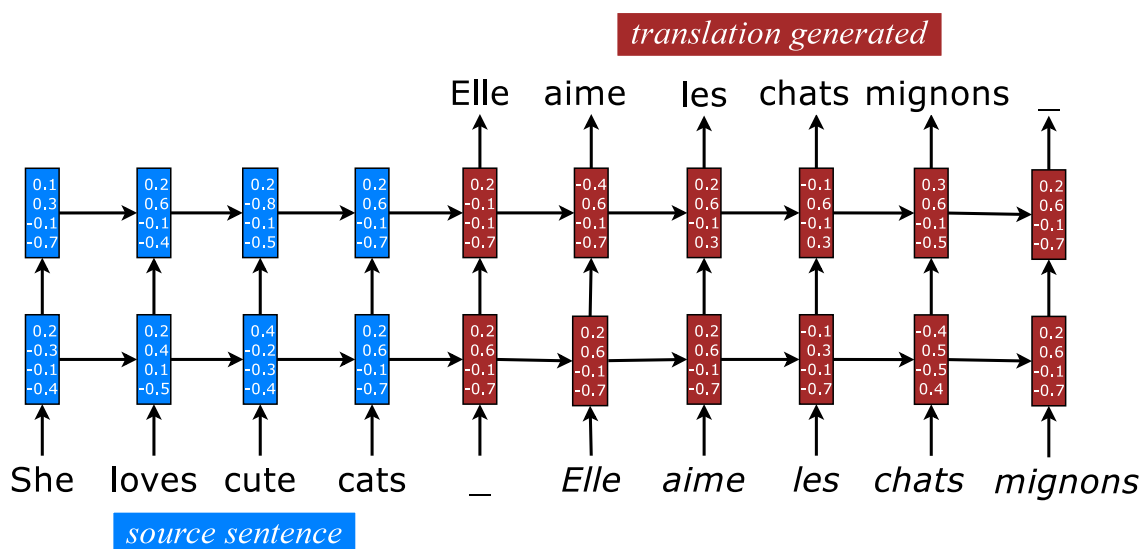 translation generated
Elle aime les chats mignons _
0.1 0.2 0.2 0.2 0.2 -0.4 0.2 -0.1 0.3 0.2
0.3 0.6 -0.8 0.6 -0.1 0.6 0.6 0.6 0.6 0.6
-0.1 -0.1 -0.1 -0.1 -0.1 -0.1 -0.1 -0.1 -0.1 -0.1
-0.7 -0.4 -0.5 -0.7 -0.7 -0.7 0.3 0.3 -0.5 -0.7
0.2 0.2 0.4 0.2 0.2 0.2 0.2 -0.1 -0.4 0.2
-0.3 0.4 -0.2 0.6 0.6 0.6 0.6 0.3 0.5 0.6
-0.1 0.1 -0.3 -0.1 -0.1 -0.1 -0.1 -0.1 -0.5 -0.1
-0.4 -0.5 -0.4 -0.7 -0.7 -0.7 -0.7 -0.7 0.4 -0.7
She loves cute cats _ Elle aime les chats mignons
source sentence